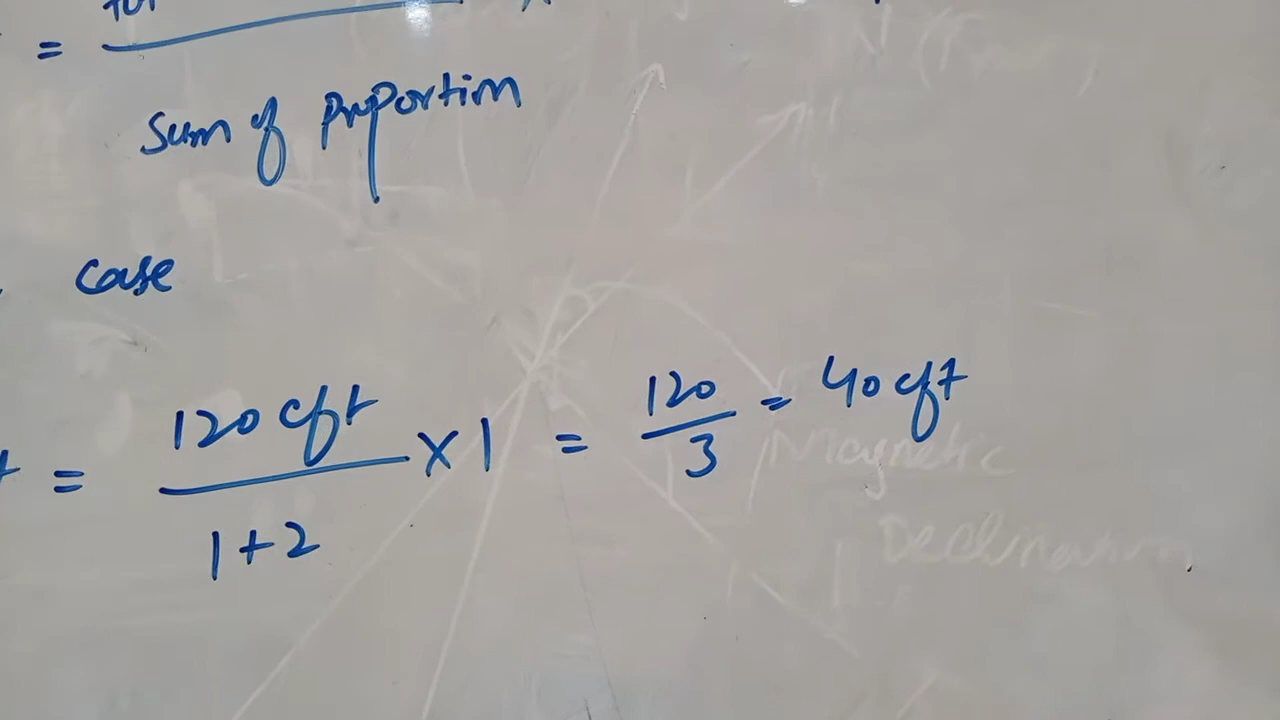 =
Sum of Proportion
case
= 120 cft / 1+2 X 1 = 120 / 3 = 40 cft
Magnetic
Declination